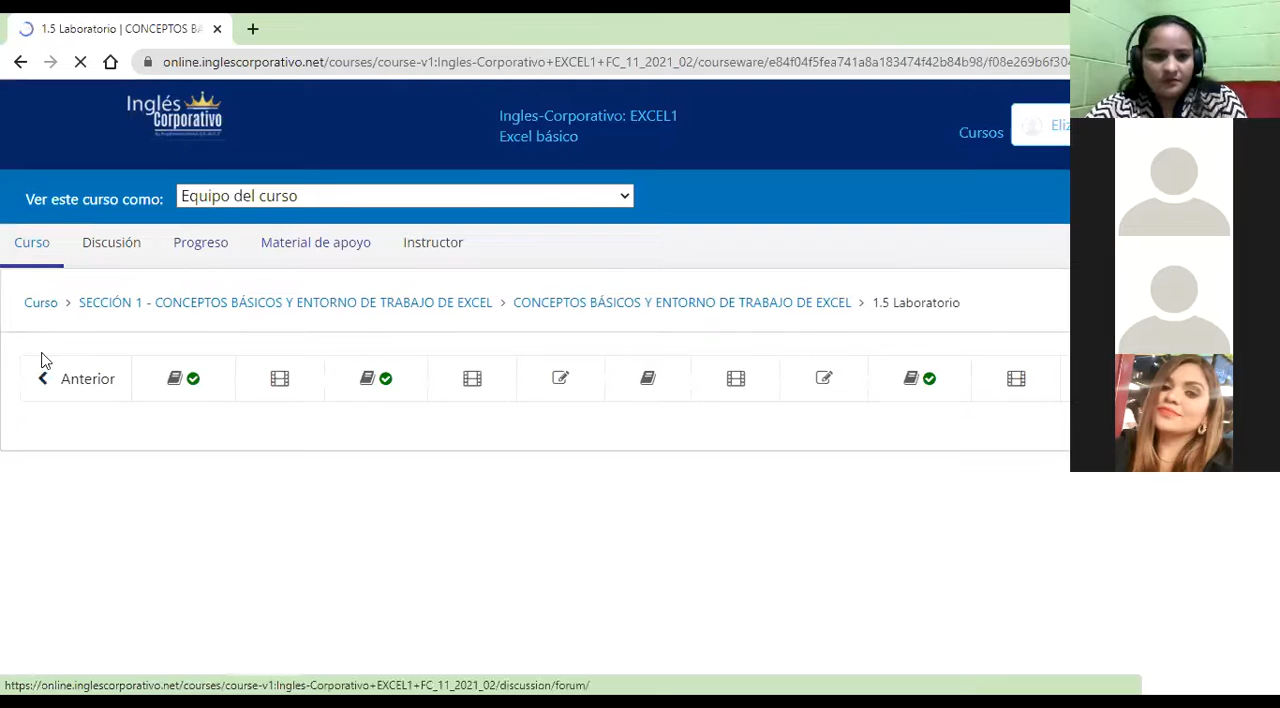 1.5 Laboratorio | CONCEPTOS BÁ
online.inglescorporativo.net/courses/course-v1:Ingles-Corporativo+EXCEL1+FC_11_2021_02/courseware/e84f04f5fea741a8a183474f42b84b98/f08e269b6f304
Inglés
Corporativo
Ingles-Corporativo: EXCEL1
Excel básico
Cursos
Eliz
Ver este curso como:
Equipo del curso
Curso Discusión Progreso Material de apoyo Instructor
Curso > SECCIÓN 1 - CONCEPTOS BÁSICOS Y ENTORNO DE TRABAJO DE EXCEL > CONCEPTOS BÁSICOS Y ENTORNO DE TRABAJO DE EXCEL > 1.5 Laboratorio
Anterior
https://online.inglescorporativo.net/courses/course-v1:Ingles-Corporativo+EXCEL1+FC_11_2021_02/discussion/forum/